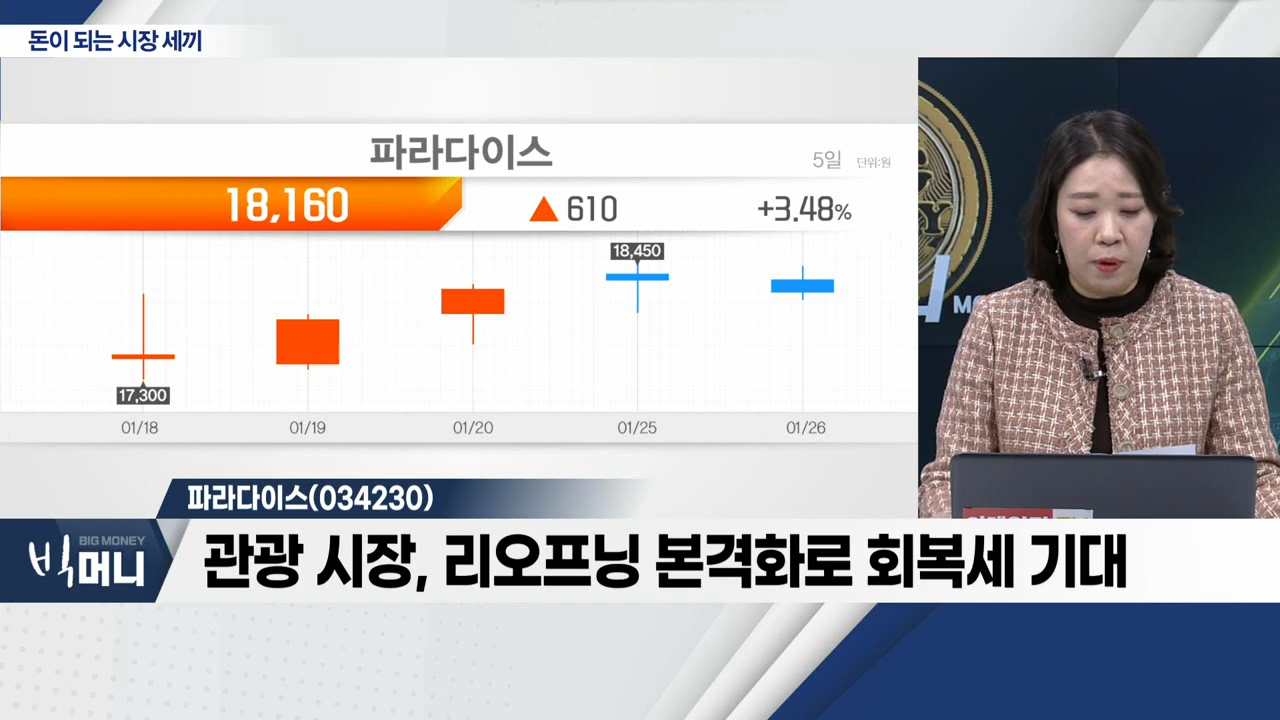 돈이 되는 시장 세끼
파라다이스
5일 단위:원
18,160 ▲ 610 +3.48%
18,450
17,300
01/18 01/19 01/20 01/25 01/26
파라다이스(034230)
BIG MONEY
빅머니
관광 시장, 리오프닝 본격화로 회복세 기대